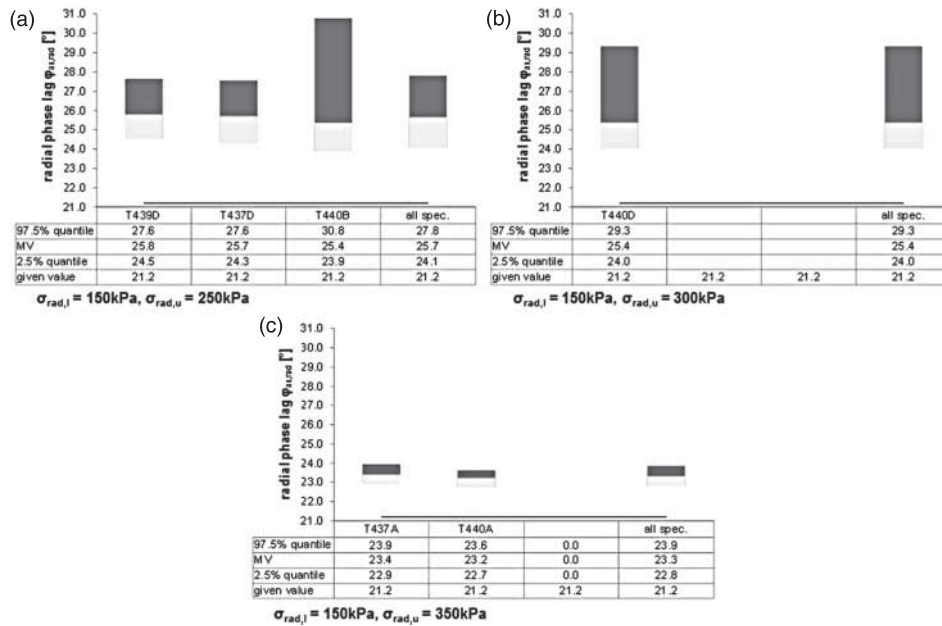 (a)
radial phase lag φax,rad [°]
31.0
30.0
29.0
28.0
27.0
26.0
25.0
24.0
23.0
22.0
21.0
T439D T437D T440B all spec.
97.5% quantile 27.6 27.6 30.8 27.8
MV 25.8 25.7 25.4 25.7
2.5% quantile 24.5 24.3 23.9 24.1
given value 21.2 21.2 21.2 21.2
σrad,l = 150kPa, σrad,u = 250kPa
(b)
radial phase lag φax,rad [°]
31.0
30.0
29.0
28.0
27.0
26.0
25.0
24.0
23.0
22.0
21.0
T440D all spec.
97.5% quantile 29.3 29.3
MV 25.4 25.4
2.5% quantile 24.0 24.0
given value 21.2 21.2 21.2 21.2
σrad,l = 150kPa, σrad,u = 300kPa
(c)
radial phase lag φax,rad [°]
31.0
30.0
29.0
28.0
27.0
26.0
25.0
24.0
23.0
22.0
21.0
T437A T440A all spec.
97.5% quantile 23.9 23.6 0.0 23.9
MV 23.4 23.2 0.0 23.3
2.5% quantile 22.9 22.7 0.0 22.8
given value 21.2 21.2 21.2 21.2
σrad,l = 150kPa, σrad,u = 350kPa